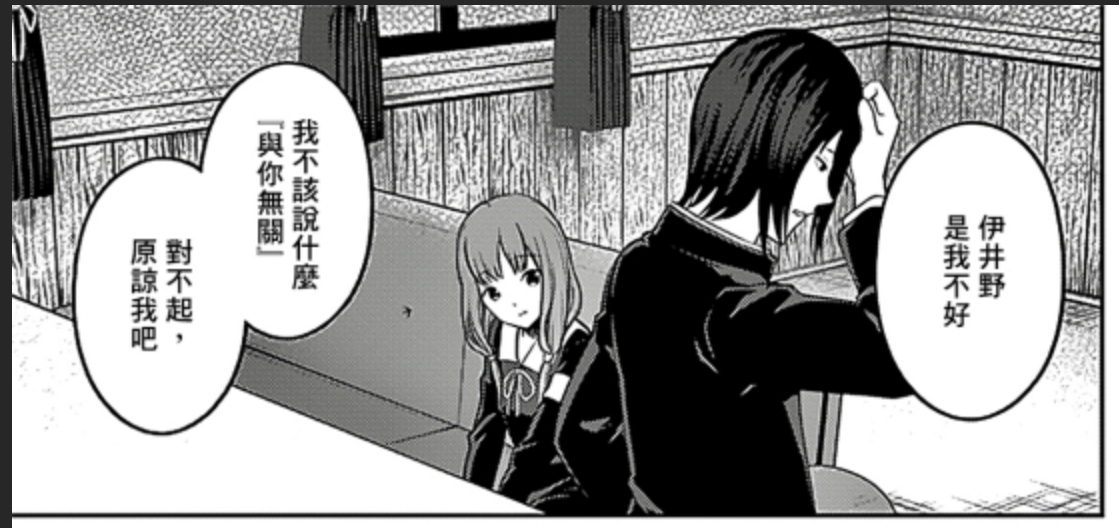 伊井野
是我不好
我不該說什麼
『與你無關』
對不起，
原諒我吧